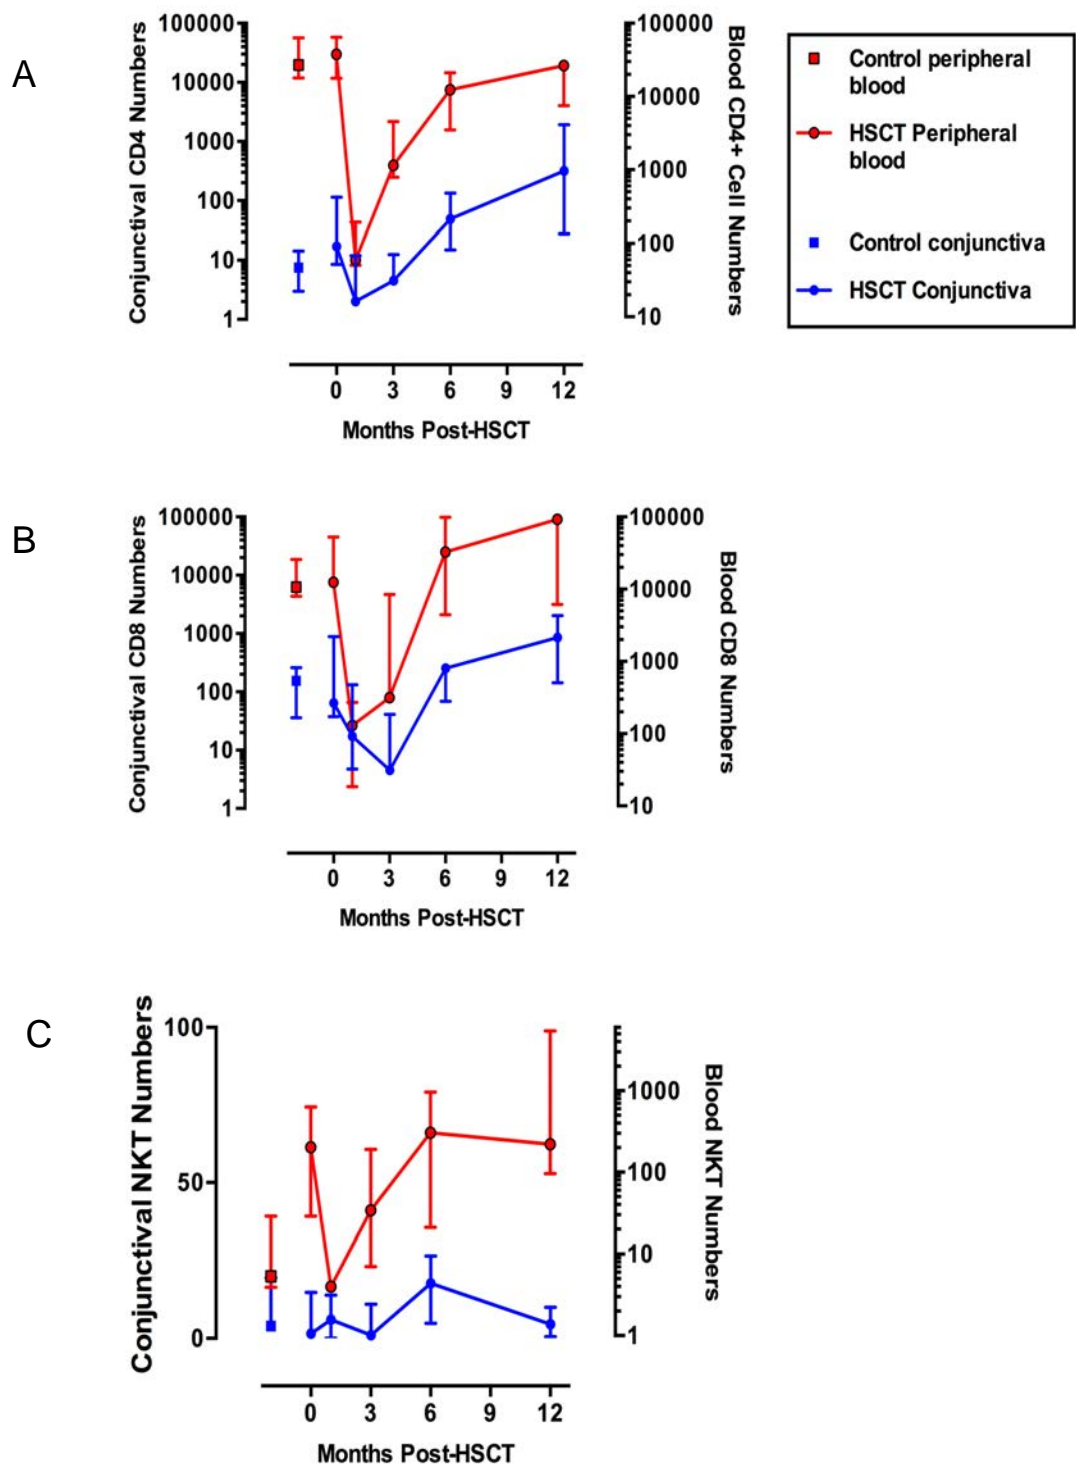 A
Conjunctival CD4 Numbers
100000
10000
1000
100
10
1
100000
10000
1000
100
10
Blood CD4+ Cell Numbers
0 3 6 9 12
Months Post-HSCT
Control peripheral
blood
HSCT Peripheral
blood
Control conjunctiva
HSCT Conjunctiva
B
Conjunctival CD8 Numbers
100000
10000
1000
100
10
1
100000
10000
1000
100
10
Blood CD8 Numbers
0 3 6 9 12
Months Post-HSCT
C
Conjunctival NKT Numbers
100
50
0
1000
100
10
1
Blood NKT Numbers
0 3 6 9 12
Months Post-HSCT